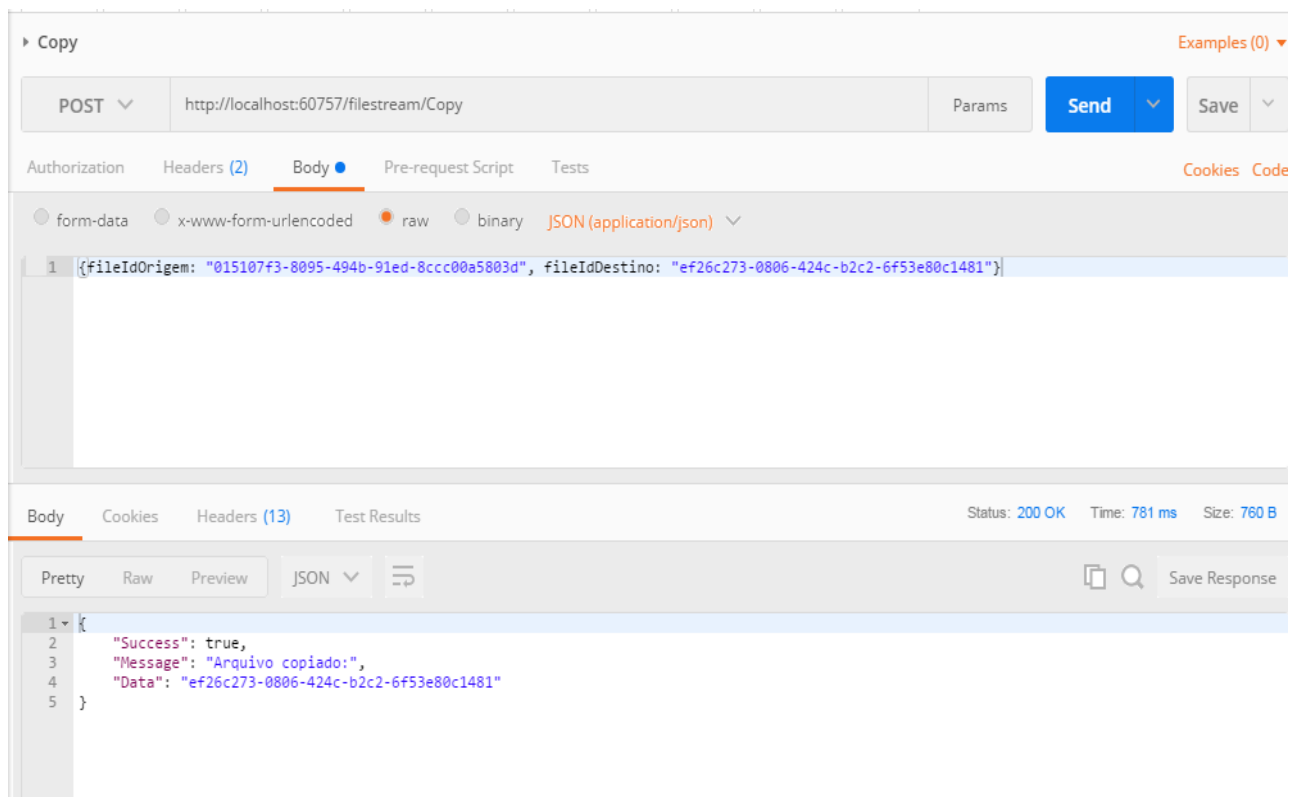 Copy Examples (0)
POST http://localhost:60757/filestream/Copy Params Send Save
Authorization Headers (2) Body Pre-request Script Tests Cookies Code
form-data x-www-form-urlencoded raw binary JSON (application/json)
1 {fileIdOrigem: "015107f3-8095-494b-91ed-8ccc00a5803d", fileIdDestino: "ef26c273-0806-424c-b2c2-6f53e80c1481"}
Body Cookies Headers (13) Test Results Status: 200 OK Time: 781 ms Size: 760 B
Pretty Raw Preview JSON Save Response
1 {
2 "Success": true,
3 "Message": "Arquivo copiado:",
4 "Data": "ef26c273-0806-424c-b2c2-6f53e80c1481"
5 }